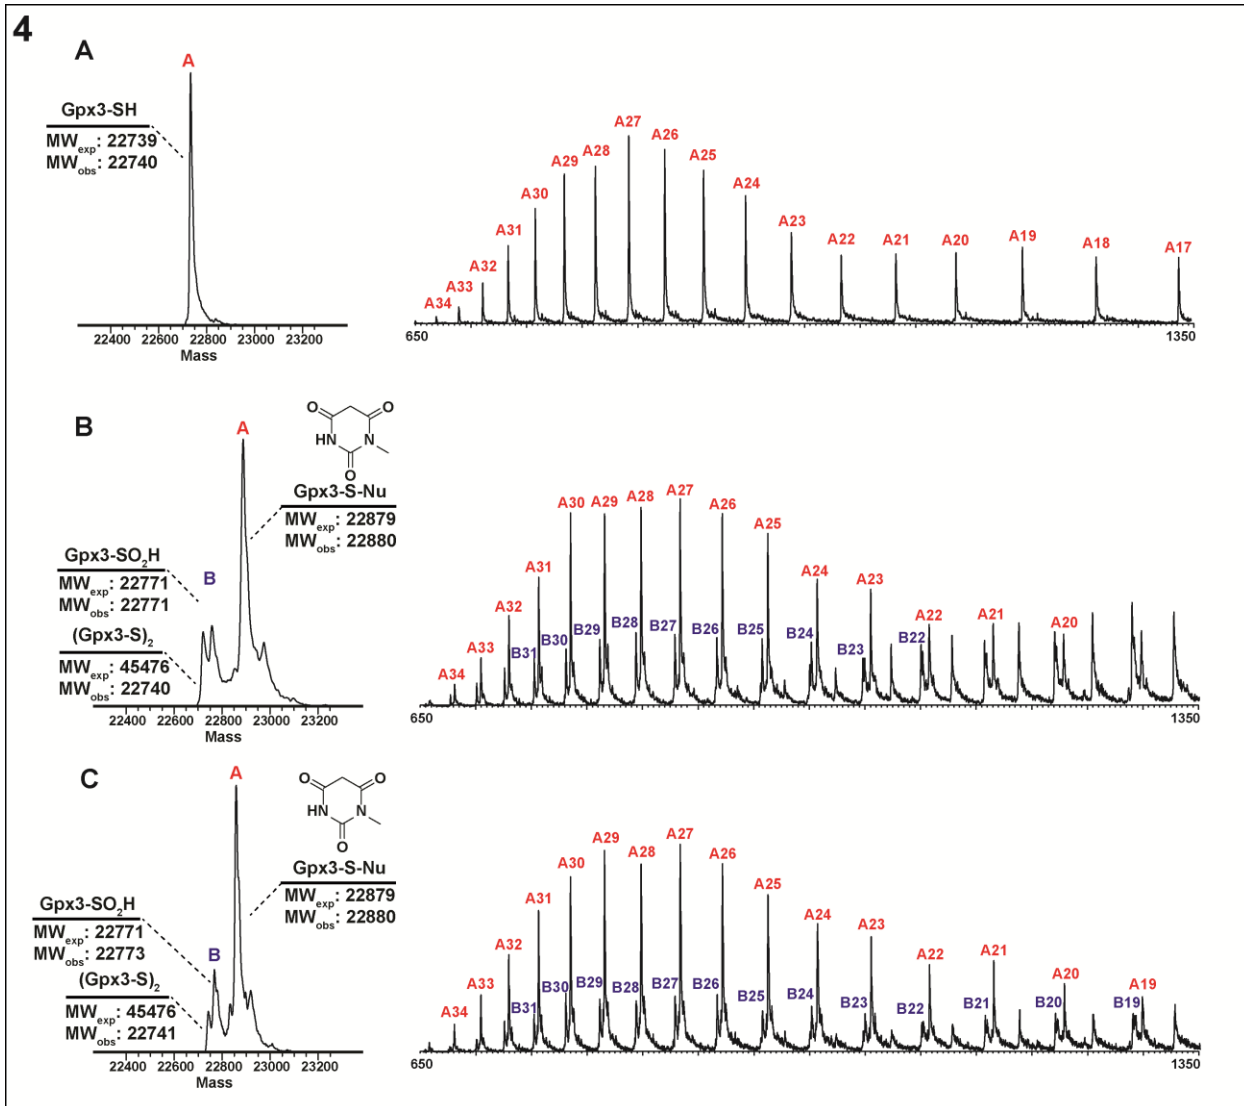 4
A
A
Gpx3-SH
MWexp: 22739
MWobs: 22740
22400 22600 22800 23000 23200
Mass
A34
A33
A32
A31
A30
A29
A28
A27
A26
A25
A24
A23
A22
A21
A20
A19
A18
A17
650
1350
B
A
O
O
HN
N
O
Gpx3-S-Nu
MWexp: 22879
MWobs: 22880
Gpx3-SO2H
MWexp: 22771
MWobs: 22771
B
(Gpx3-S)2
MWexp: 45476
MWobs: 22740
22400 22600 22800 23000 23200
Mass
A34
A33
A32
B31
A31
B30
A30
B29
A29
B28
A28
B27
A27
B26
A26
B25
A25
B24
A24
B23
A23
B22
A22
A21
A20
650
1350
C
A
O
O
HN
N
O
Gpx3-S-Nu
MWexp: 22879
MWobs: 22880
Gpx3-SO2H
MWexp: 22771
MWobs: 22773
B
(Gpx3-S)2
MWexp: 45476
MWobs: 22741
22400 22600 22800 23000 23200
Mass
A34
A33
A32
B31
A31
B30
A30
B29
A29
B28
A28
B27
A27
B26
A26
B25
A25
B24
A24
B23
A23
B22
A22
B21
A21
B20
A20
B19
A19
650
1350